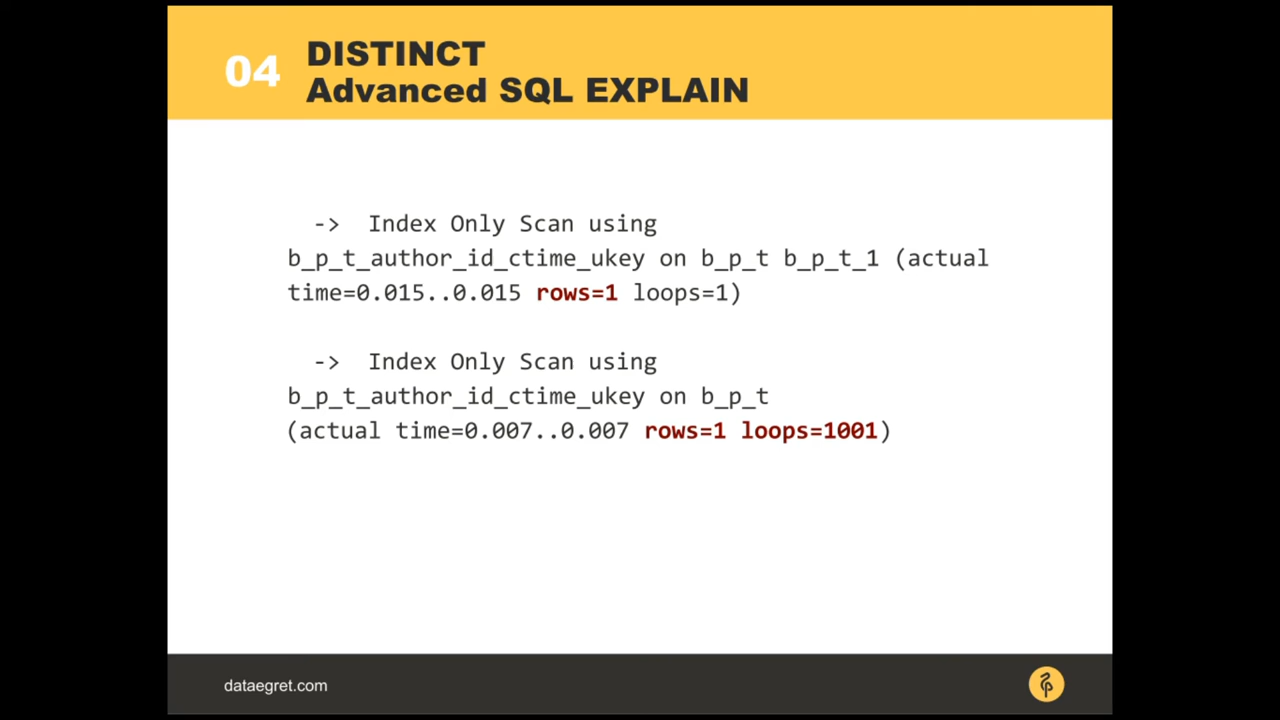 04
DISTINCT
Advanced SQL EXPLAIN
-> Index Only Scan using
b_p_t_author_id_ctime_ukey on b_p_t b_p_t_1 (actual
time=0.015..0.015 rows=1 loops=1)
-> Index Only Scan using
b_p_t_author_id_ctime_ukey on b_p_t
(actual time=0.007..0.007 rows=1 loops=1001)
dataegret.com